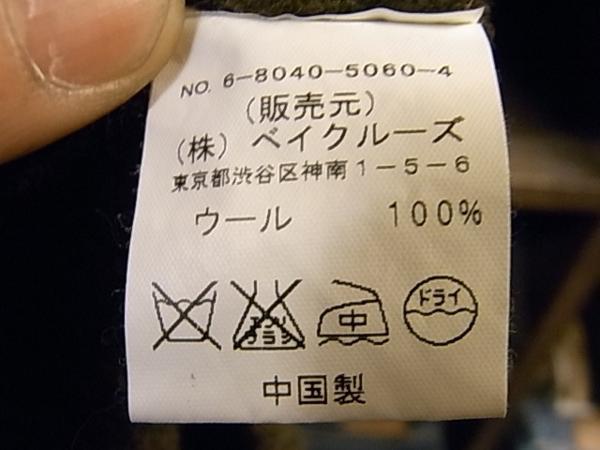 NO. 6-8040-5060-4
(販売元)
(株) ベイクルーズ
東京都渋谷区神南1-5-6
ウール 100%
エンソ サラシ 中 ドライ
中国製